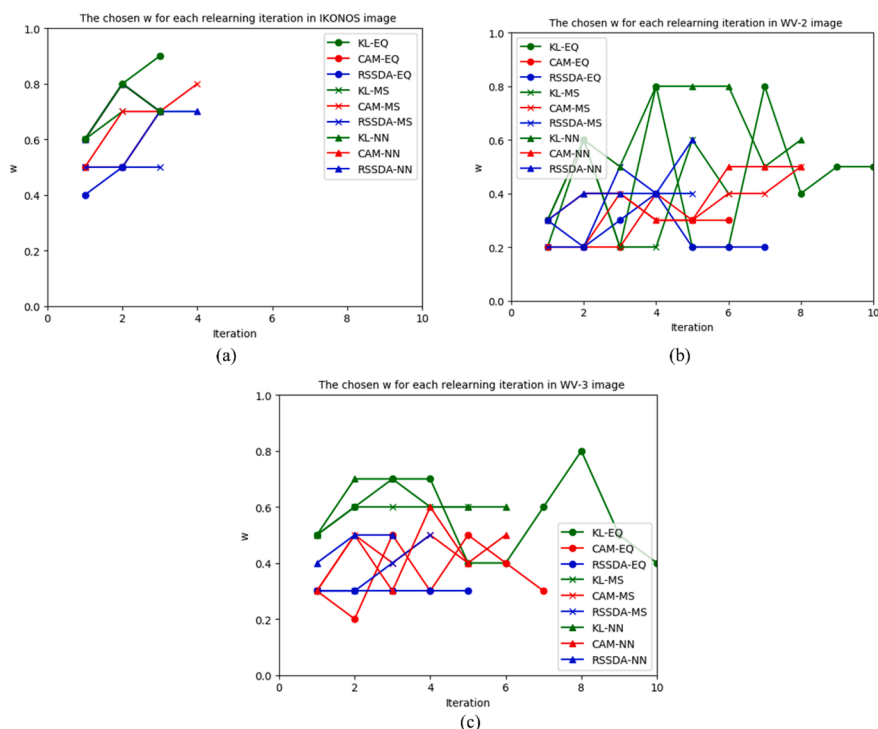 The chosen w for each relearning iteration in IKONOS image
1.0
0.8
0.6
0.4
0.2
0.0
w
KL-EQ
CAM-EQ
RSSDA-EQ
KL-MS
CAM-MS
RSSDA-MS
KL-NN
CAM-NN
RSSDA-NN
0 2 4 6 8 10
Iteration
(a)
The chosen w for each relearning iteration in WV-2 image
1.0
0.8
0.6
0.4
0.2
0.0
w
KL-EQ
CAM-EQ
RSSDA-EQ
KL-MS
CAM-MS
RSSDA-MS
KL-NN
CAM-NN
RSSDA-NN
0 2 4 6 8 10
Iteration
(b)
The chosen w for each relearning iteration in WV-3 image
1.0
0.8
0.6
0.4
0.2
0.0
w
KL-EQ
CAM-EQ
RSSDA-EQ
KL-MS
CAM-MS
RSSDA-MS
KL-NN
CAM-NN
RSSDA-NN
0 2 4 6 8 10
Iteration
(c)